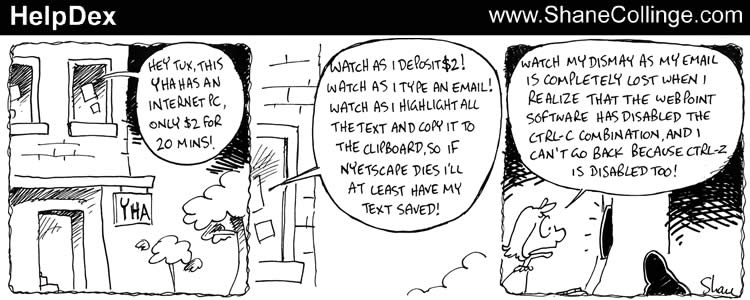 HelpDex
www.ShaneCollinge.com
HEY TUX, THIS
YHA HAS AN
INTERNET PC,
ONLY $2 FOR
20 MINS!
YHA
WATCH AS I DEPOSIT $2!
WATCH AS I TYPE AN EMAIL!
WATCH AS I HIGHLIGHT ALL
THE TEXT AND COPY IT TO
THE CLIPBOARD, SO IF
NYETSCAPE DIES I'LL
AT LEAST HAVE MY
TEXT SAVED!
WATCH MY DISMAY AS MY EMAIL
IS COMPLETELY LOST WHEN I
REALIZE THAT THE WEBPOINT
SOFTWARE HAS DISABLED THE
CTRL-C COMBINATION, AND I
CAN'T GO BACK BECAUSE CTRL-Z
IS DISABLED TOO!
Shane